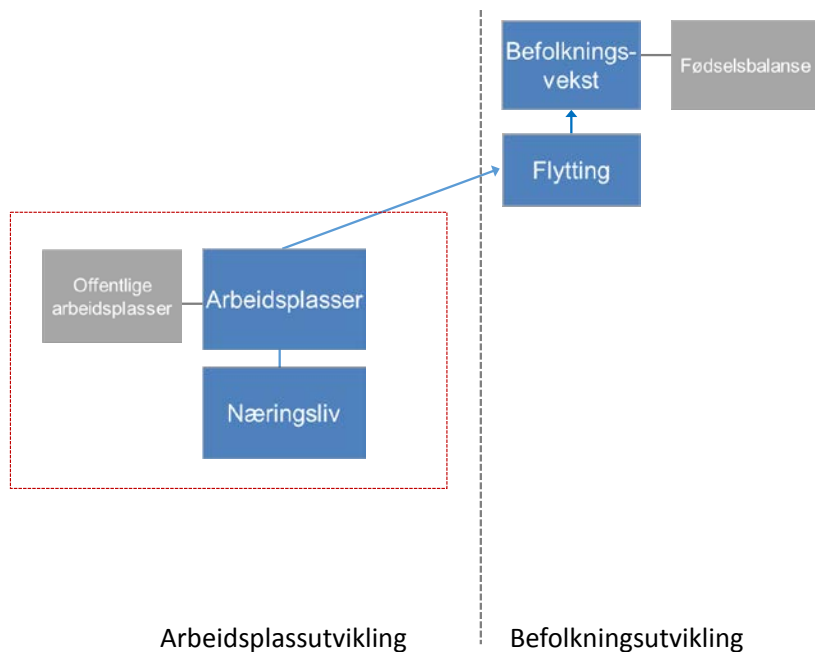 Befolknings-
vekst
Fødselsbalanse
Flytting
Offentlige
arbeidsplasser
Arbeidsplasser
Næringsliv
Arbeidsplassutvikling
Befolkningsutvikling